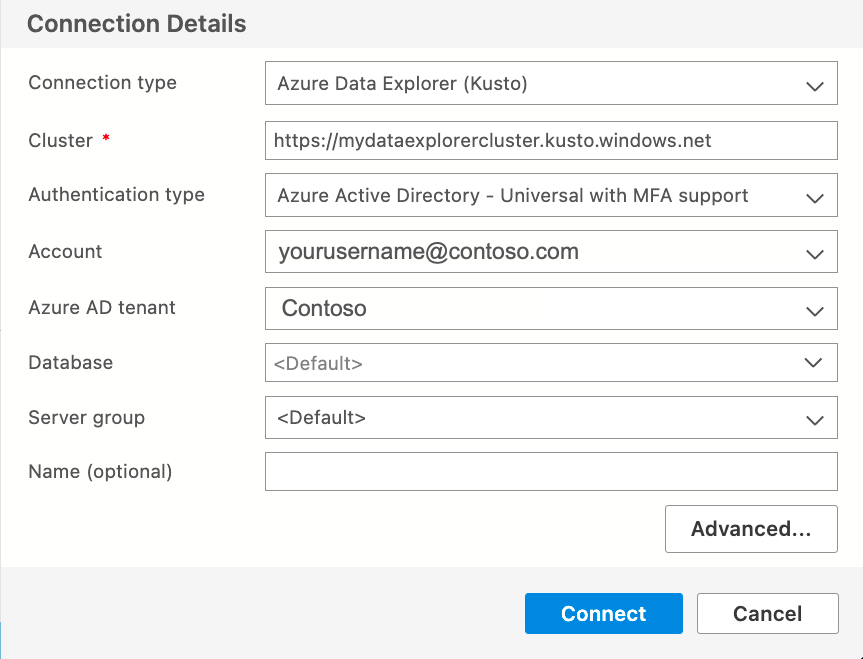 Connection Details
Connection type Azure Data Explorer (Kusto)
Cluster * https://mydataexplorercluster.kusto.windows.net
Authentication type Azure Active Directory - Universal with MFA support
Account yourusername@contoso.com
Azure AD tenant Contoso
Database <Default>
Server group <Default>
Name (optional)
Advanced...
Connect Cancel